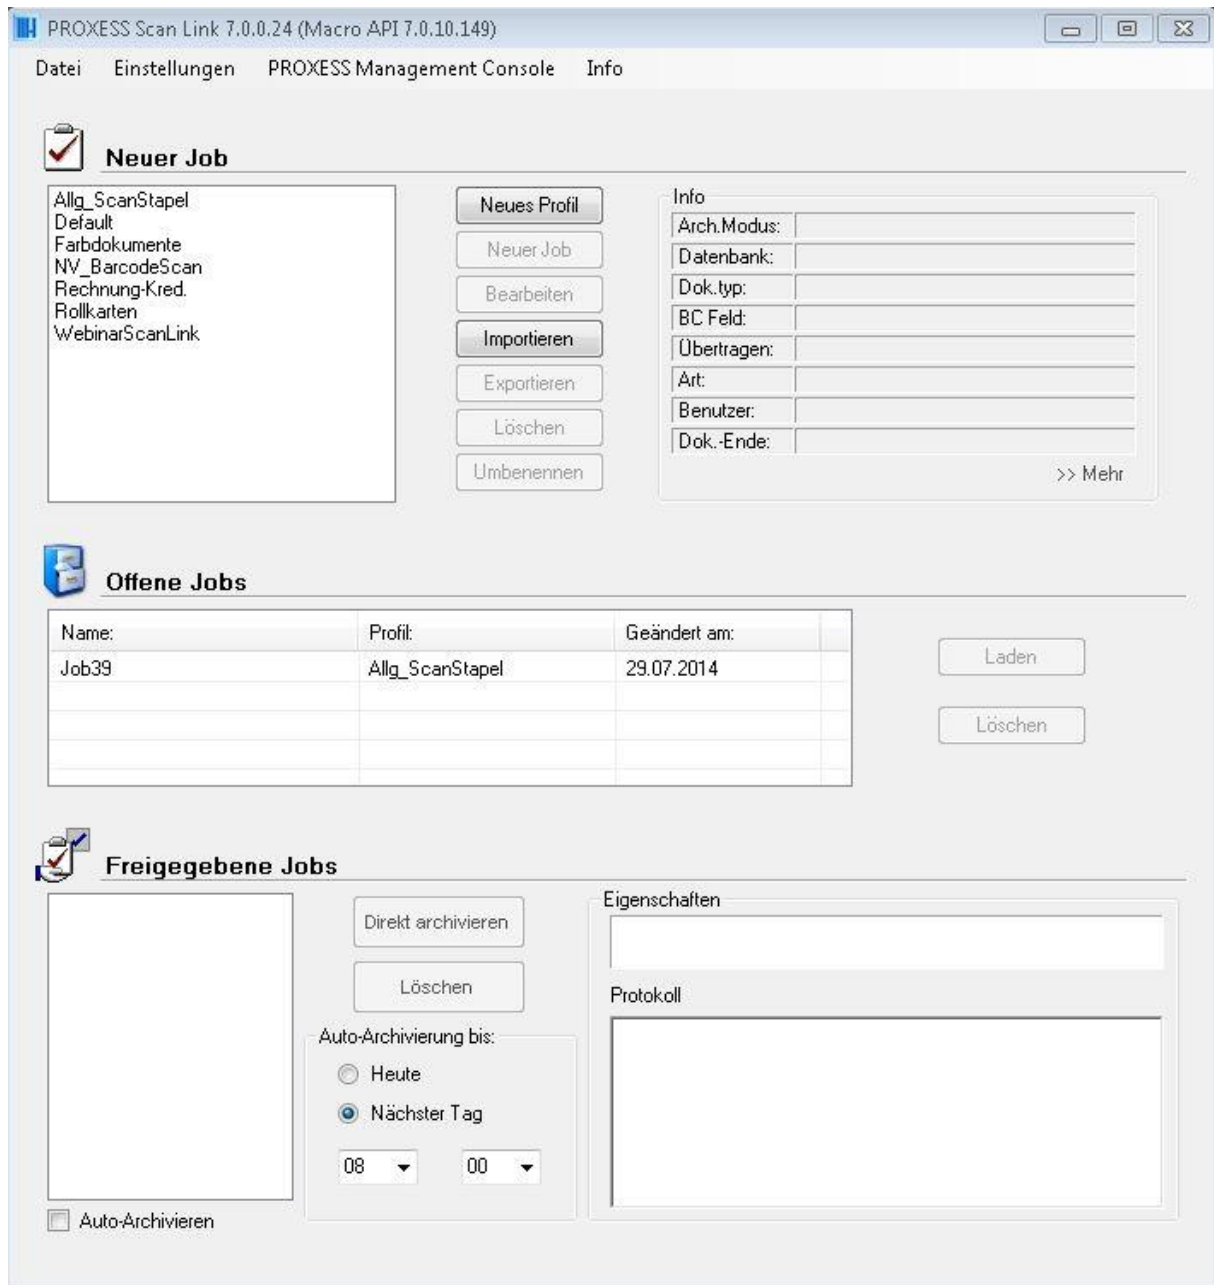 PROXESS Scan Link 7.0.0.24 (Macro API 7.0.10.149)
Datei Einstellungen PROXESS Management Console Info
Neuer Job
Allg_ScanStapel
Default
Farbdokumente
NV_BarcodeScan
Rechnung-Kred.
Rollkarten
WebinarScanLink
Neues Profil
Neuer Job
Bearbeiten
Importieren
Exportieren
Löschen
Umbenennen
Info
Arch.Modus:
Datenbank:
Dok.typ:
BC Feld:
Übertragen:
Art:
Benutzer:
Dok.-Ende:
>> Mehr
Offene Jobs
Name: Profil: Geändert am:
Job39 Allg_ScanStapel 29.07.2014
Laden
Löschen
Freigegebene Jobs
Direkt archivieren
Löschen
Auto-Archivierung bis:
Heute
Nächster Tag
08 00
Auto-Archivieren
Eigenschaften
Protokoll